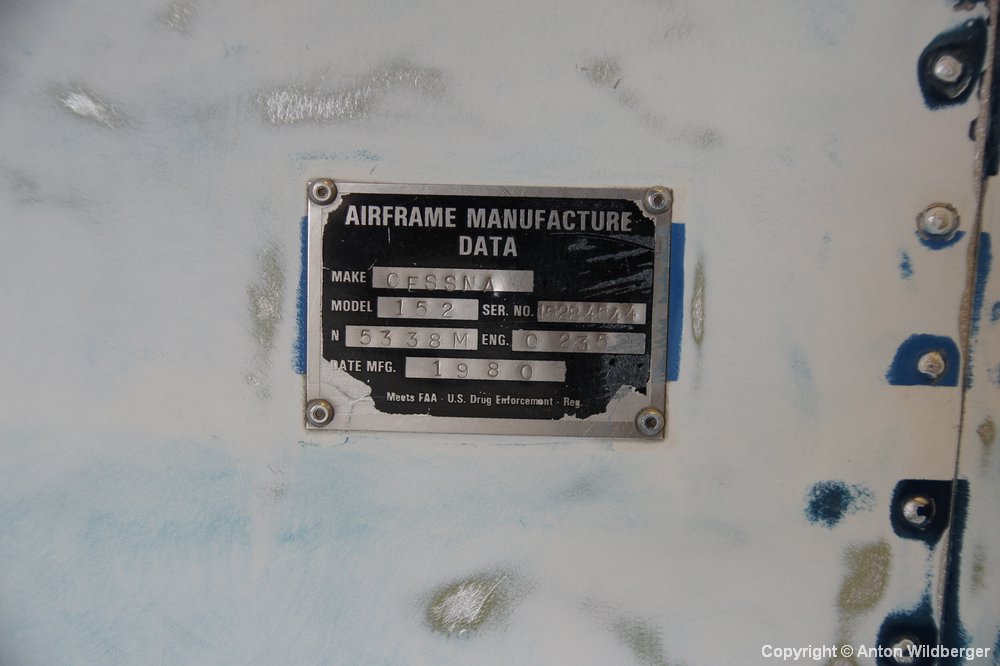 AIRFRAME MANUFACTURE
DATA
MAKE CESSNA
MODEL 152 SER. NO. 15284844
N 5338M ENG. O 235
DATE MFG. 1980
Meets FAA - U.S. Drug Enforcement - Reg.
Copyright © Anton Wildberger